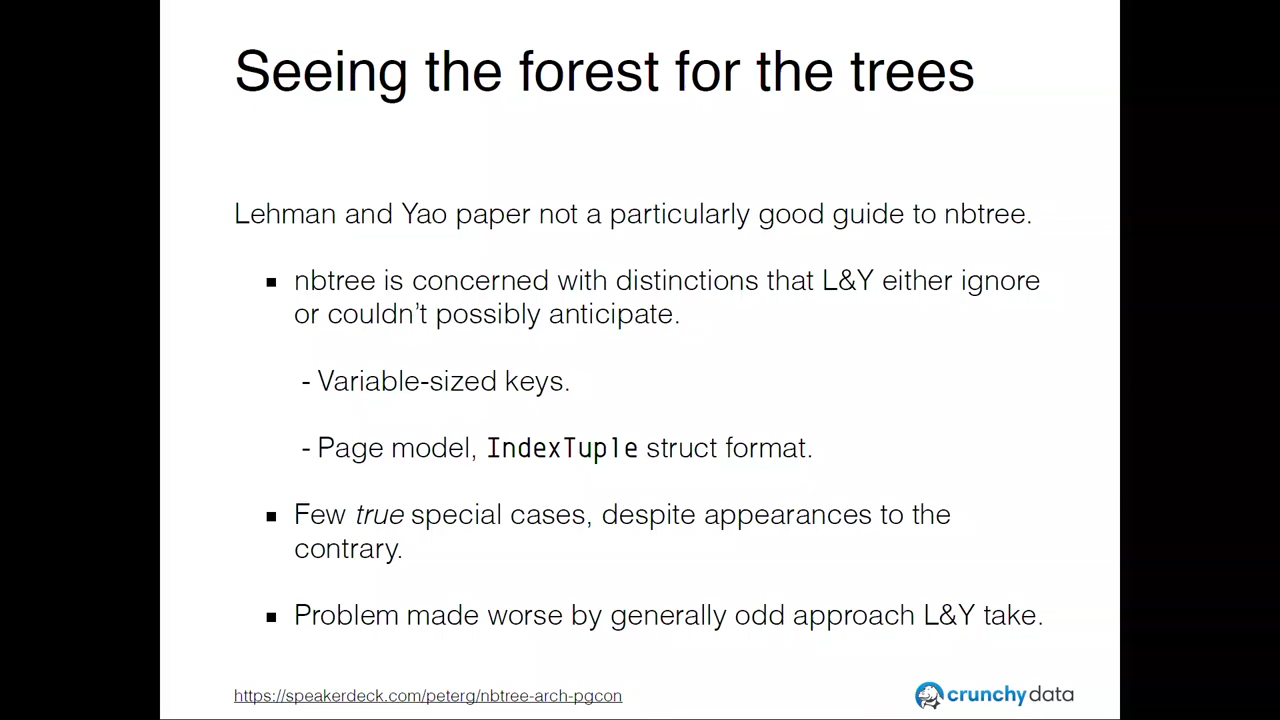 Seeing the forest for the trees
Lehman and Yao paper not a particularly good guide to nbtree.
▪ nbtree is concerned with distinctions that L&Y either ignore
or couldn't possibly anticipate.
- Variable-sized keys.
- Page model, IndexTuple struct format.
▪ Few true special cases, despite appearances to the
contrary.
▪ Problem made worse by generally odd approach L&Y take.
https://speakerdeck.com/peterg/nbtree-arch-pgcon
crunchydata